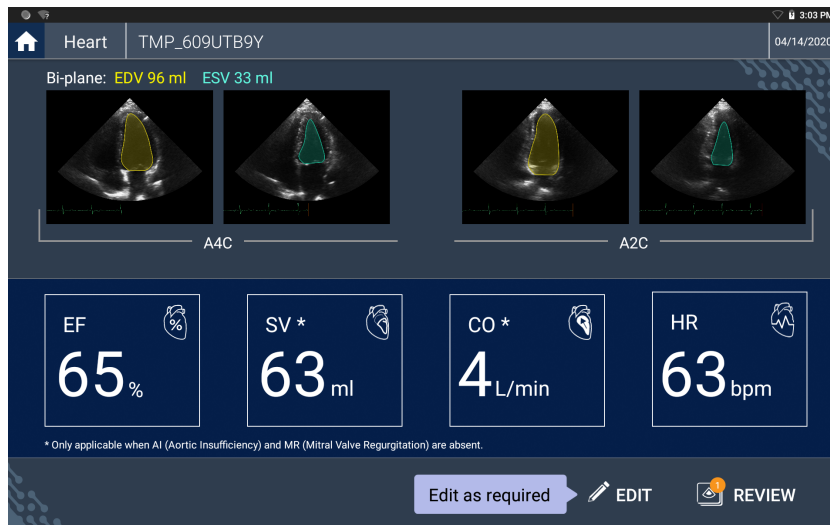 3:03 PM
Heart TMP_609UTB9Y 04/14/2020
Bi-plane: EDV 96 ml ESV 33 ml
A4C A2C
EF SV * CO * HR
% 
65 % 63 ml 4 L/min 63 bpm
* Only applicable when AI (Aortic Insufficiency) and MR (Mitral Valve Regurgitation) are absent.
Edit as required EDIT 1 REVIEW